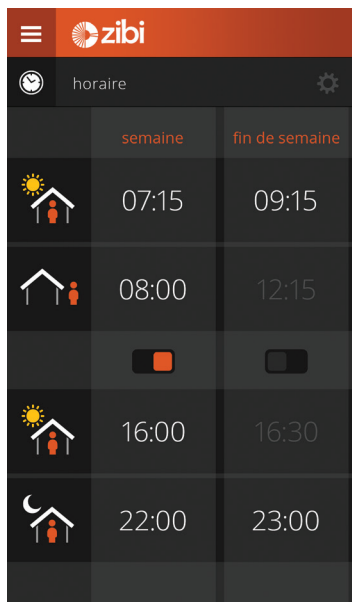 zibi
horaire
semaine fin de semaine
07:15 09:15
08:00 12:15
16:00 16:30
22:00 23:00